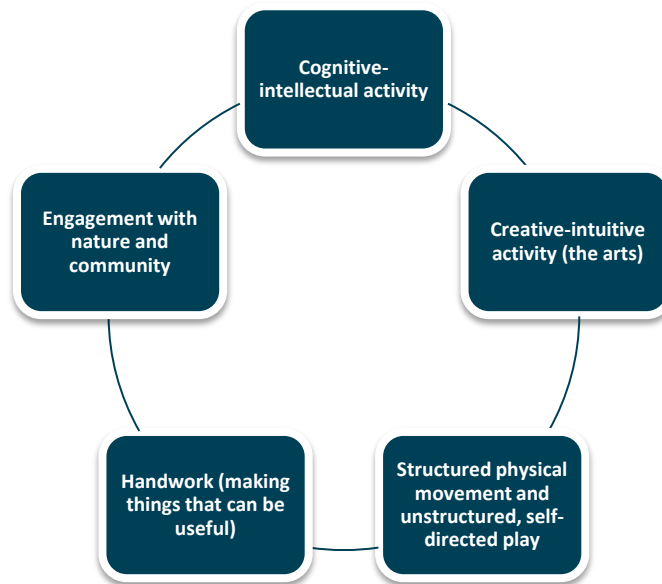 Cognitive-
intellectual activity
Engagement with
nature and
community
Creative-intuitive
activity (the arts)
Handwork (making
things that can be
useful)
Structured physical
movement and
unstructured, self-
directed play